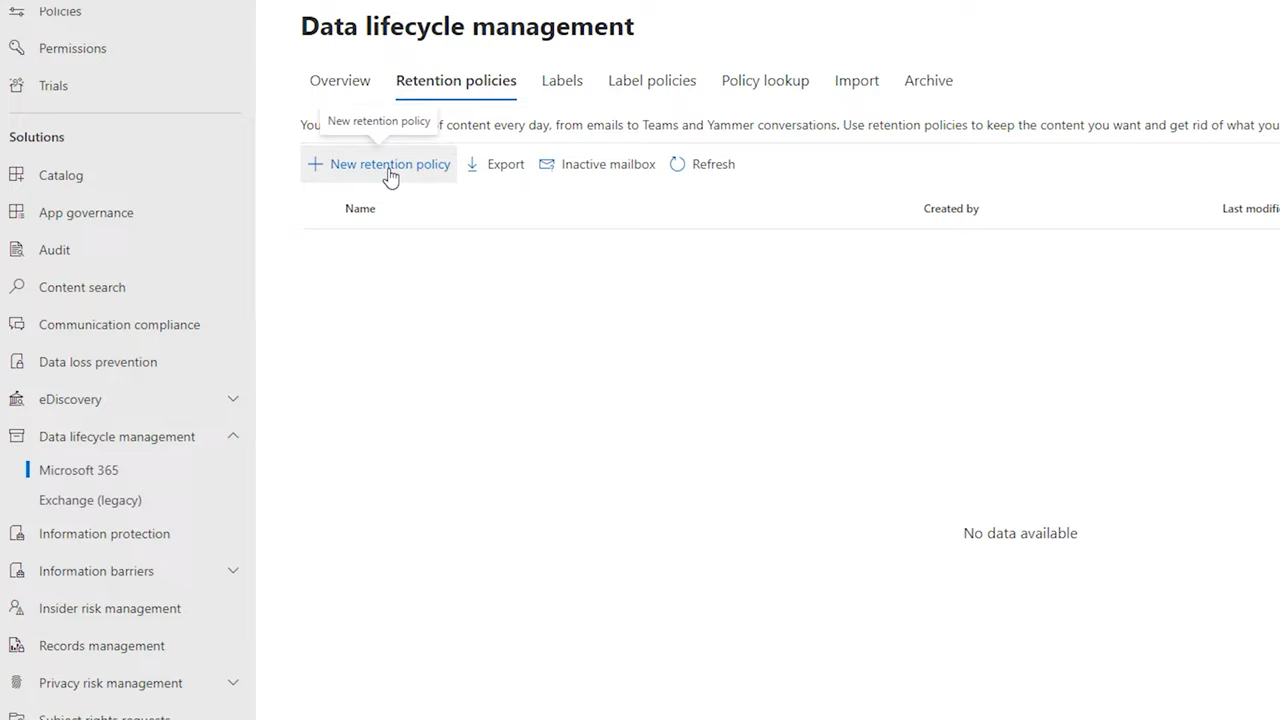 Policies
Permissions
Trials
Solutions
Catalog
App governance
Audit
Content search
Communication compliance
Data loss prevention
eDiscovery
Data lifecycle management
Microsoft 365
Exchange (legacy)
Information protection
Information barriers
Insider risk management
Records management
Privacy risk management
Subject rights requests
Data lifecycle management
Overview Retention policies Labels Label policies Policy lookup Import Archive
New retention policy
You of content every day, from emails to Teams and Yammer conversations. Use retention policies to keep the content you want and get rid of what you
New retention policy Export Inactive mailbox Refresh
Name Created by Last modifi
No data available